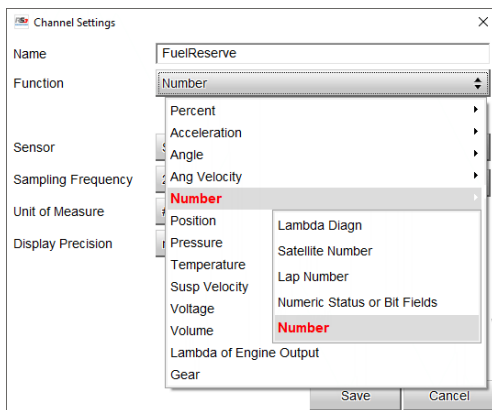 Channel Settings
Name FuelReserve
Function Number
Percent
Acceleration
Sensor
Angle
Sampling Frequency
Ang Velocity
Number
Unit of Measure
Position
Lambda Diagn
Display Precision
Pressure
Satellite Number
Temperature
Lap Number
Susp Velocity
Voltage
Numeric Status or Bit Fields
Volume
Number
Lambda of Engine Output
Gear
Save Cancel